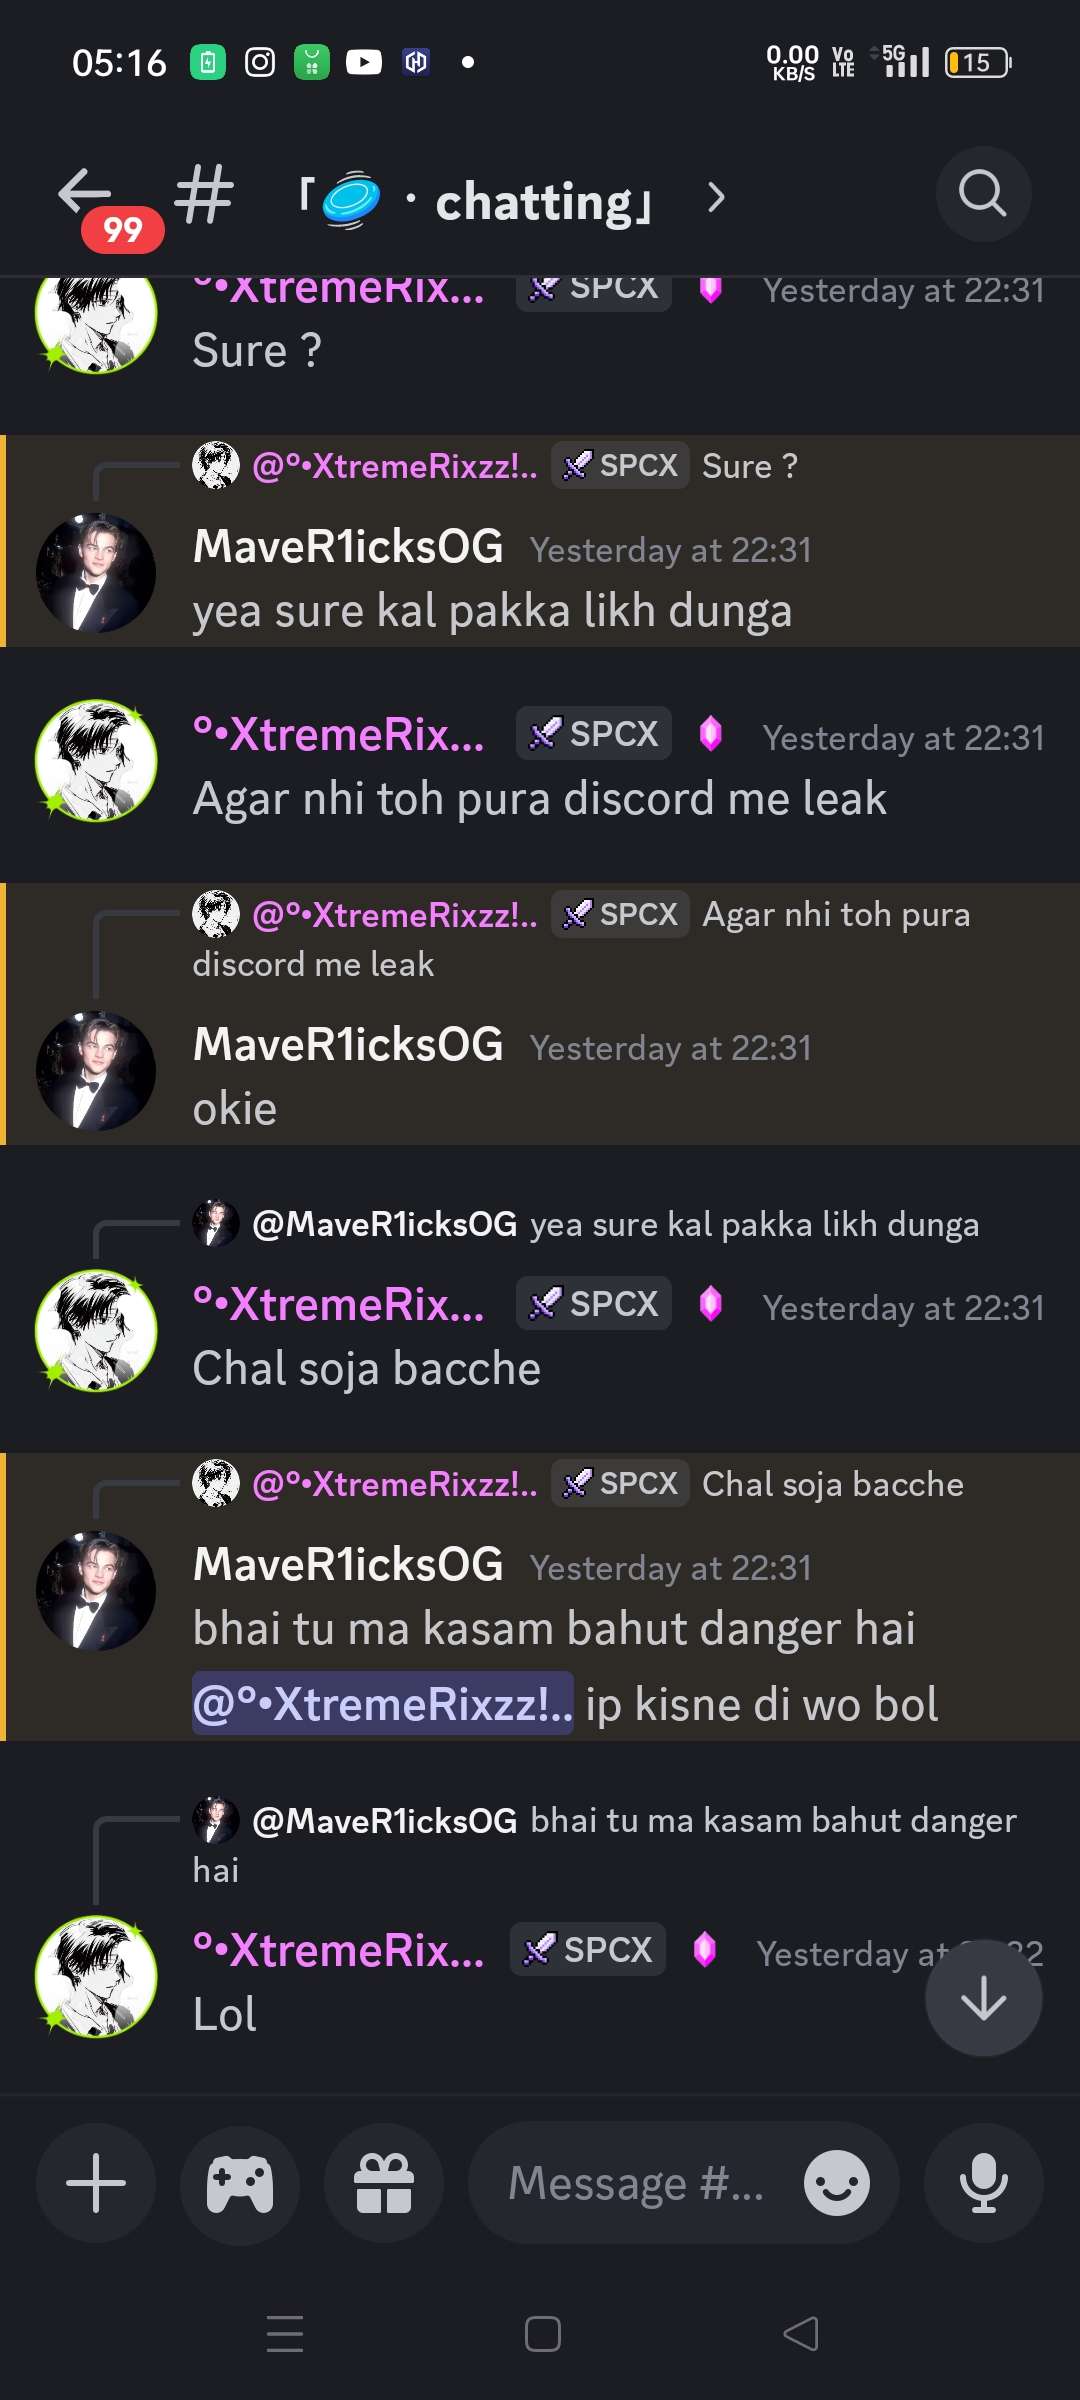 05:16
0.00 KB/S Vo LTE 5G 15
99
# 「 · chatting」 >
°•XtremeRix... SPCX Yesterday at 22:31
Sure ?
@°•XtremeRixzz!.. SPCX Sure ?
MaveR1icksOG Yesterday at 22:31
yea sure kal pakka likh dunga
°•XtremeRix... SPCX Yesterday at 22:31
Agar nhi toh pura discord me leak
@°•XtremeRixzz!.. SPCX Agar nhi toh pura
discord me leak
MaveR1icksOG Yesterday at 22:31
okie
@MaveR1icksOG yea sure kal pakka likh dunga
°•XtremeRix... SPCX Yesterday at 22:31
Chal soja bacche
@°•XtremeRixzz!.. SPCX Chal soja bacche
MaveR1icksOG Yesterday at 22:31
bhai tu ma kasam bahut danger hai
@°•XtremeRixzz!.. ip kisne di wo bol
@MaveR1icksOG bhai tu ma kasam bahut danger
hai
°•XtremeRix... SPCX Yesterday at
Lol
Message #...